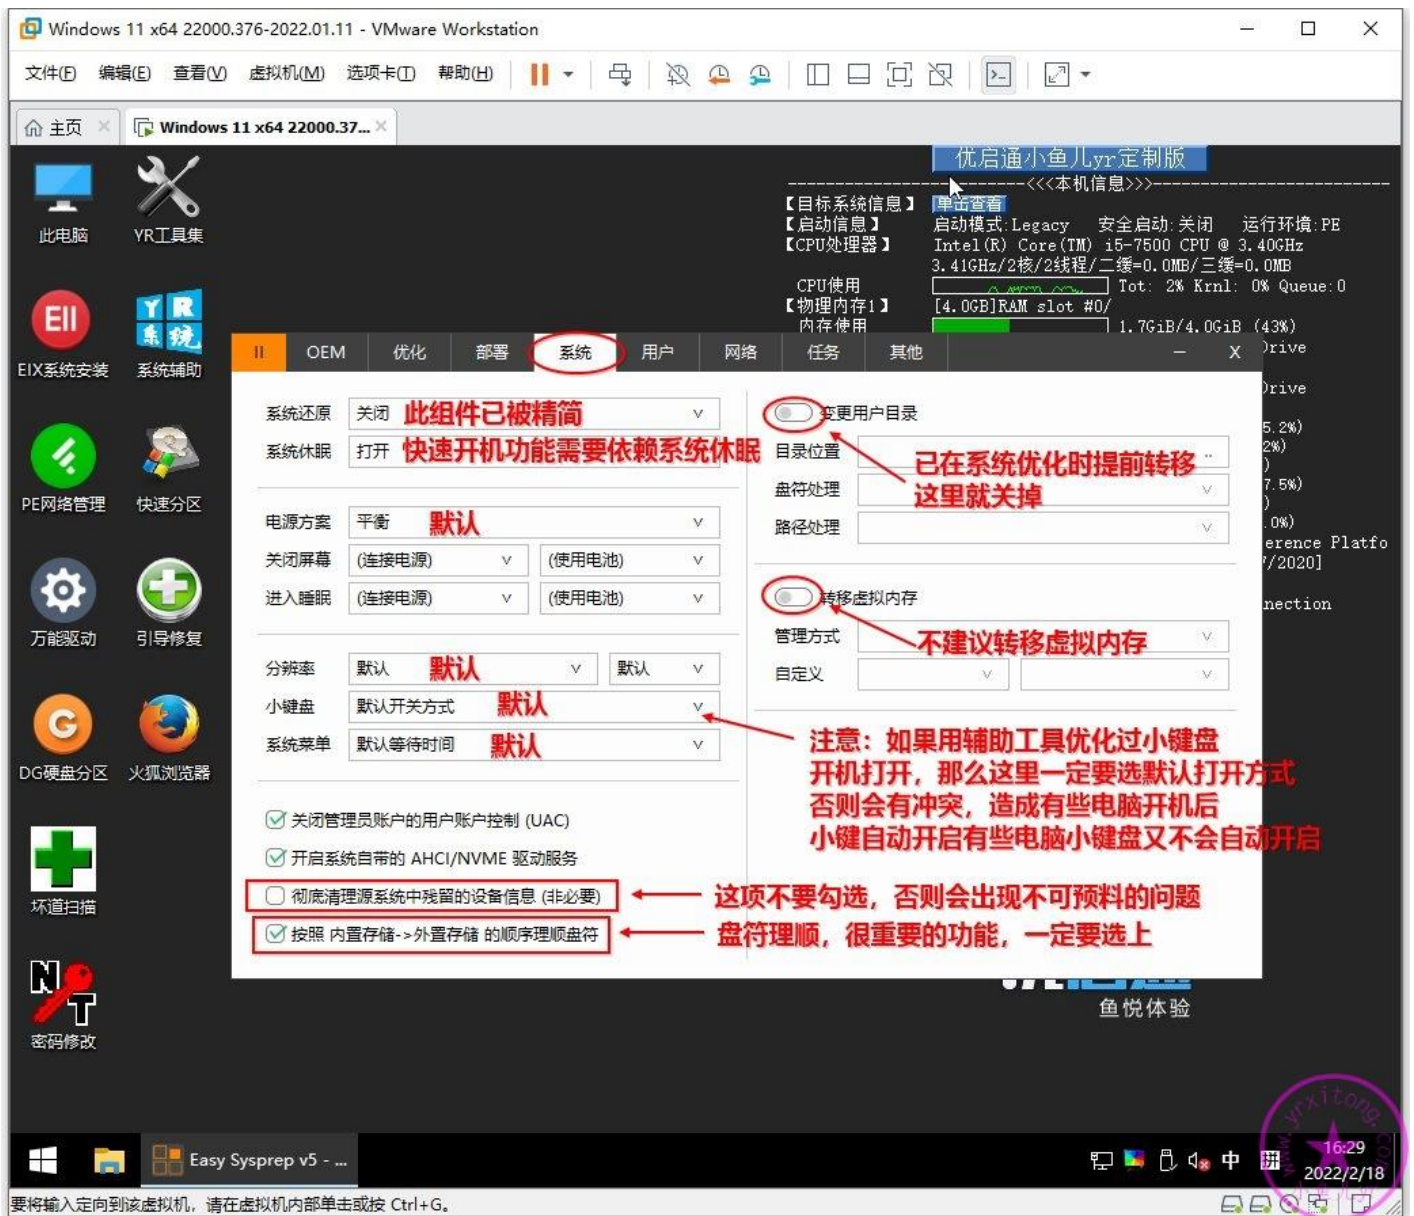 Windows 11 x64 22000.376-2022.01.11 - VMware Workstation
文件(F) 编辑(E) 查看(V) 虚拟机(M) 选项卡(T) 帮助(H)
主页 Windows 11 x64 22000.37...
优启通小鱼儿yr定制版
<<<本机信息>>>
【目标系统信息】 单击查看
【启动信息】 启动模式:Legacy 安全启动:关闭 运行环境:PE
【CPU处理器】 Intel(R) Core(TM) i5-7500 CPU @ 3.40GHz
3.41GHz/2核/2线程/二缓=0.0MB/三缓=0.0MB
CPU使用 Tot: 2% Krnl: 0% Queue:0
【物理内存1】 [4.0GB]RAM slot #0/
内存使用 1.7GiB/4.0GiB (43%)
此电脑 YR工具集
EIX系统安装 系统辅助
PE网络管理 快速分区
万能驱动 引导修复
DG硬盘分区 火狐浏览器
坏道扫描
密码修改
EII
YR
系统
OEM 优化 部署 系统 用户 网络 任务 其他
系统还原 关闭 此组件已被精简
系统休眠 打开 快速开机功能需要依赖系统休眠
电源方案 平衡 默认
关闭屏幕 (连接电源) (使用电池)
进入睡眠 (连接电源) (使用电池)
分辨率 默认 默认 默认
小键盘 默认开关方式 默认
系统菜单 默认等待时间 默认
关闭管理员账户的用户账户控制 (UAC)
开启系统自带的 AHCI/NVME 驱动服务
彻底清理源系统中残留的设备信息 (非必要)
这项不要勾选，否则会出现不可预料的问题
按照 内置存储->外置存储 的顺序理顺盘符
盘符理顺，很重要的功能，一定要选上
变更用户目录
目录位置 ..
盘符处理
路径处理
已在系统优化时提前转移
这里就关掉
转移虚拟内存
管理方式
自定义
不建议转移虚拟内存
注意：如果用辅助工具优化过小键盘
开机打开，那么这里一定要选默认打开方式
否则会有冲突，造成有些电脑开机后
小键自动开启有些电脑小键盘又不会自动开启
5.2%)
2%)
7.5%)
.0%)
erence Platfo
7/2020]
nection
鱼悦体验
Easy Sysprep v5 - ...
中 拼 16:29
2022/2/18
要将输入定向到该虚拟机，请在虚拟机内部单击或按 Ctrl+G。
www.yrxitong.com